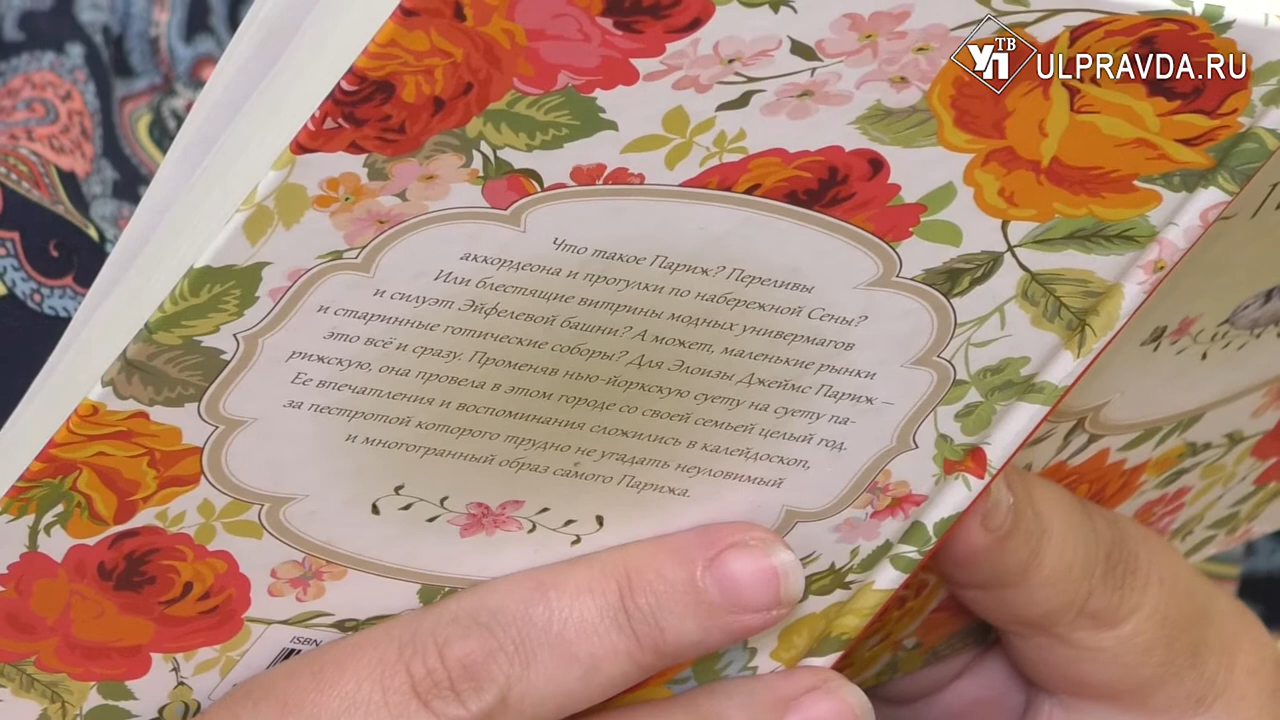 ТВ
УП ULPRAVDA.RU
Что такое Париж? Переливы
аккордеона и прогулки по набережной Сены?
Или блестящие витрины модных универмагов
и силуэт Эйфелевой башни? А может, маленькие рынки
и старинные готические соборы? Для Элоизы Джеймс Париж —
это всё и сразу. Променяв нью-йоркскую суету на суету па-
рижскую, она провела в этом городе со своей семьей целый год.
Ее впечатления и воспоминания сложились в калейдоскоп,
за пестротой которого трудно не угадать неуловимый
и многогранный образ самого Парижа.
ISBN